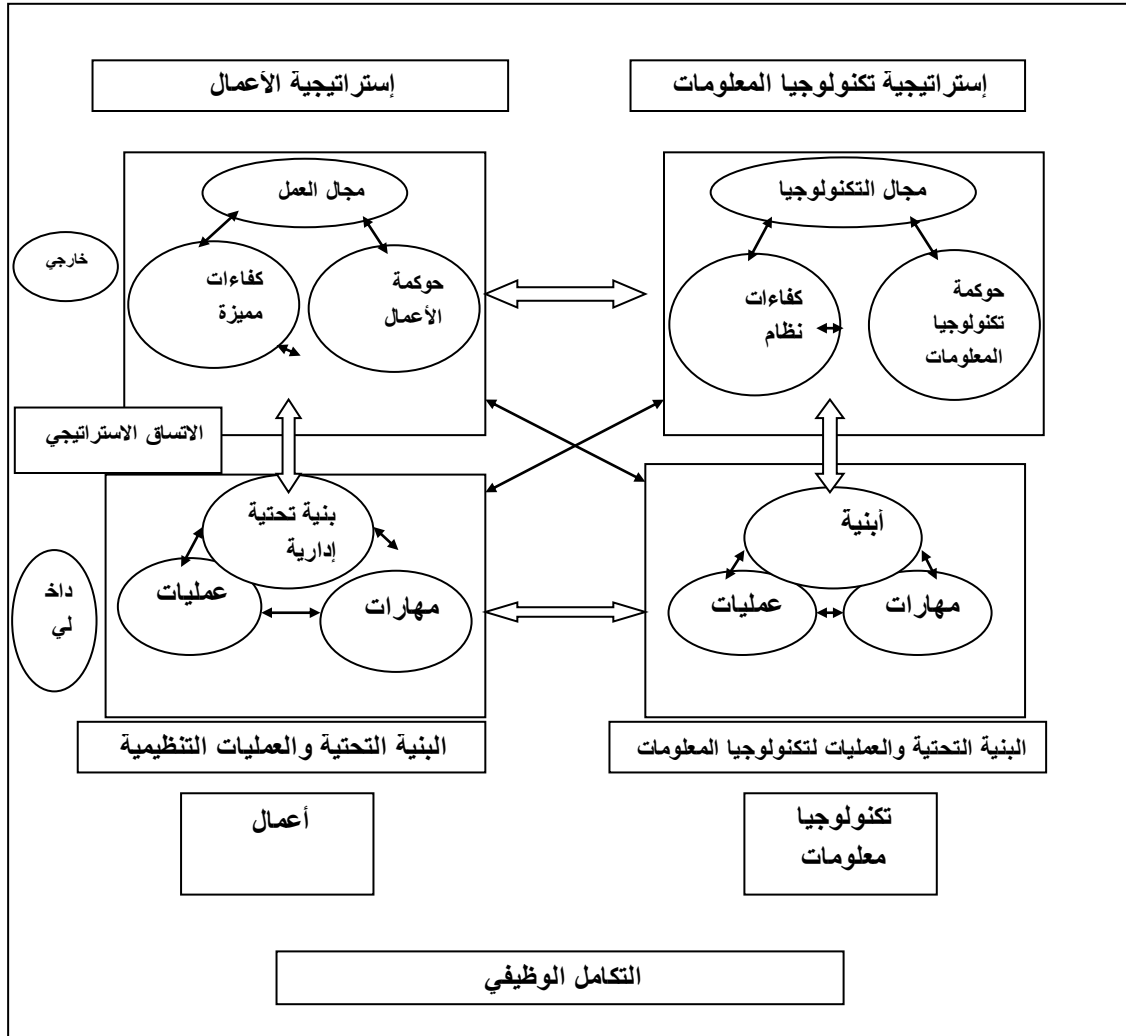 إستراتيجية تكنولوجيا المعلومات
إستراتيجية الأعمال
مجال التكنولوجيا
حوكمة
تكنولوجيا
المعلومات
كفاءات
نظام
مجال العمل
حوكمة
الأعمال
كفاءات
مميزة
خارجي
الاتساق الاستراتيجي
أبنية
مهارات
عمليات
بنية تحتية
إدارية
مهارات
عمليات
داخ
لي
البنية التحتية والعمليات لتكنولوجيا المعلومات
البنية التحتية والعمليات التنظيمية
تكنولوجيا
معلومات
أعمال
التكامل الوظيفي